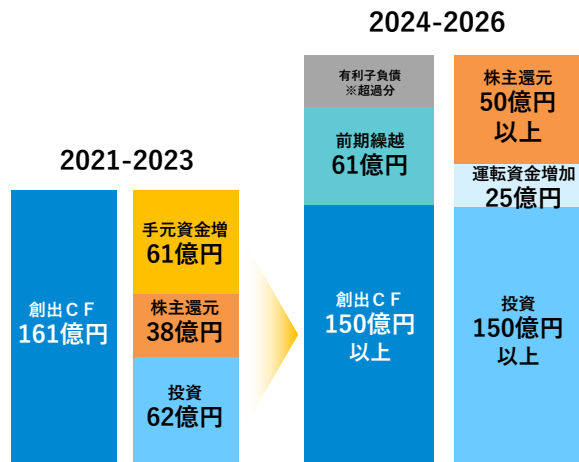 2021-2023
創出ＣＦ
161億円
手元資金増
61億円
株主還元
38億円
投資
62億円
2024-2026
有利子負債
※超過分
前期繰越
61億円
創出ＣＦ
150億円
以上
株主還元
50億円
以上
運転資金増加
25億円
投資
150億円
以上